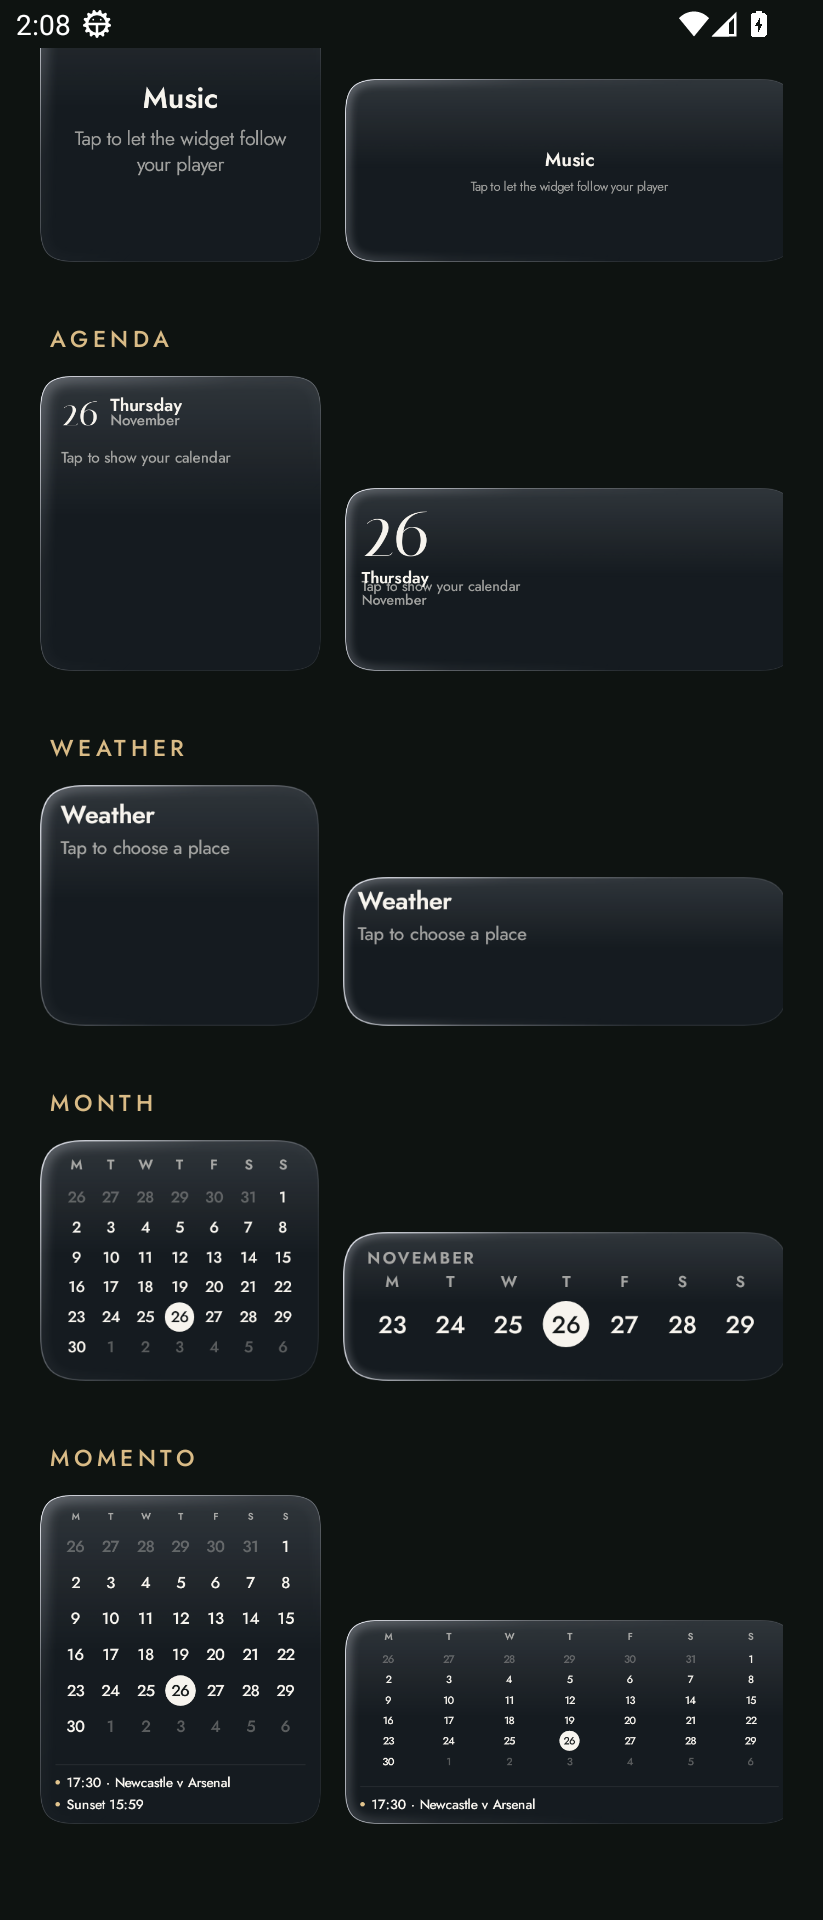 2:08
Music
Tap to let the widget follow
your player
Music
Tap to let the widget follow your player
AGENDA
26 Thursday
November
Tap to show your calendar
26
Thursday
Tap to show your calendar
November
WEATHER
Weather
Tap to choose a place
Weather
Tap to choose a place
MONTH
M T W T F S S
26 27 28 29 30 31 1
2 3 4 5 6 7 8
9 10 11 12 13 14 15
16 17 18 19 20 21 22
23 24 25 26 27 28 29
30 1 2 3 4 5 6
NOVEMBER
M T W T F S S
23 24 25 26 27 28 29
MOMENTO
M T W T F S S
26 27 28 29 30 31 1
2 3 4 5 6 7 8
9 10 11 12 13 14 15
16 17 18 19 20 21 22
23 24 25 26 27 28 29
30 1 2 3 4 5 6
• 17:30 · Newcastle v Arsenal
• Sunset 15:59
M T W T F S S
26 27 28 29 30 31 1
2 3 4 5 6 7 8
9 10 11 12 13 14 15
16 17 18 19 20 21 22
23 24 25 26 27 28 29
30 1 2 3 4 5 6
• 17:30 · Newcastle v Arsenal